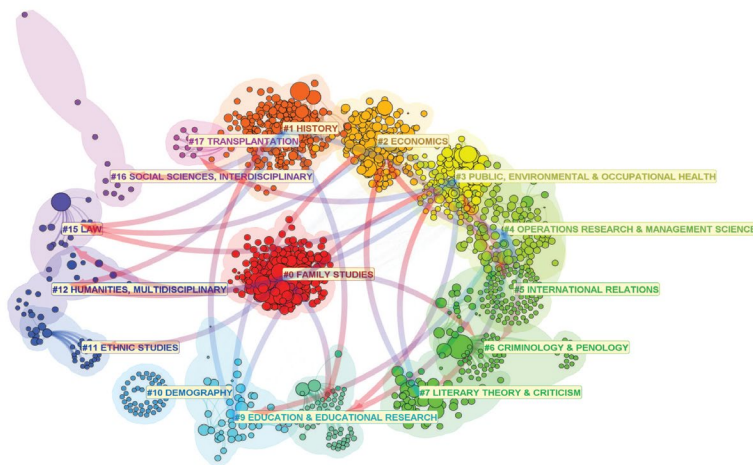 #1 HISTORY
#17 TRANSPLANTATION
#2 ECONOMICS
#16 SOCIAL SCIENCES, INTERDISCIPLINARY
#3 PUBLIC, ENVIRONMENTAL & OCCUPATIONAL HEALTH
#15 LAW
#4 OPERATIONS RESEARCH & MANAGEMENT SCIENCE
#0 FAMILY STUDIES
#12 HUMANITIES, MULTIDISCIPLINARY
#5 INTERNATIONAL RELATIONS
#11 ETHNIC STUDIES
#6 CRIMINOLOGY & PENOLOGY
#10 DEMOGRAPHY
#7 LITERARY THEORY & CRITICISM
#9 EDUCATION & EDUCATIONAL RESEARCH